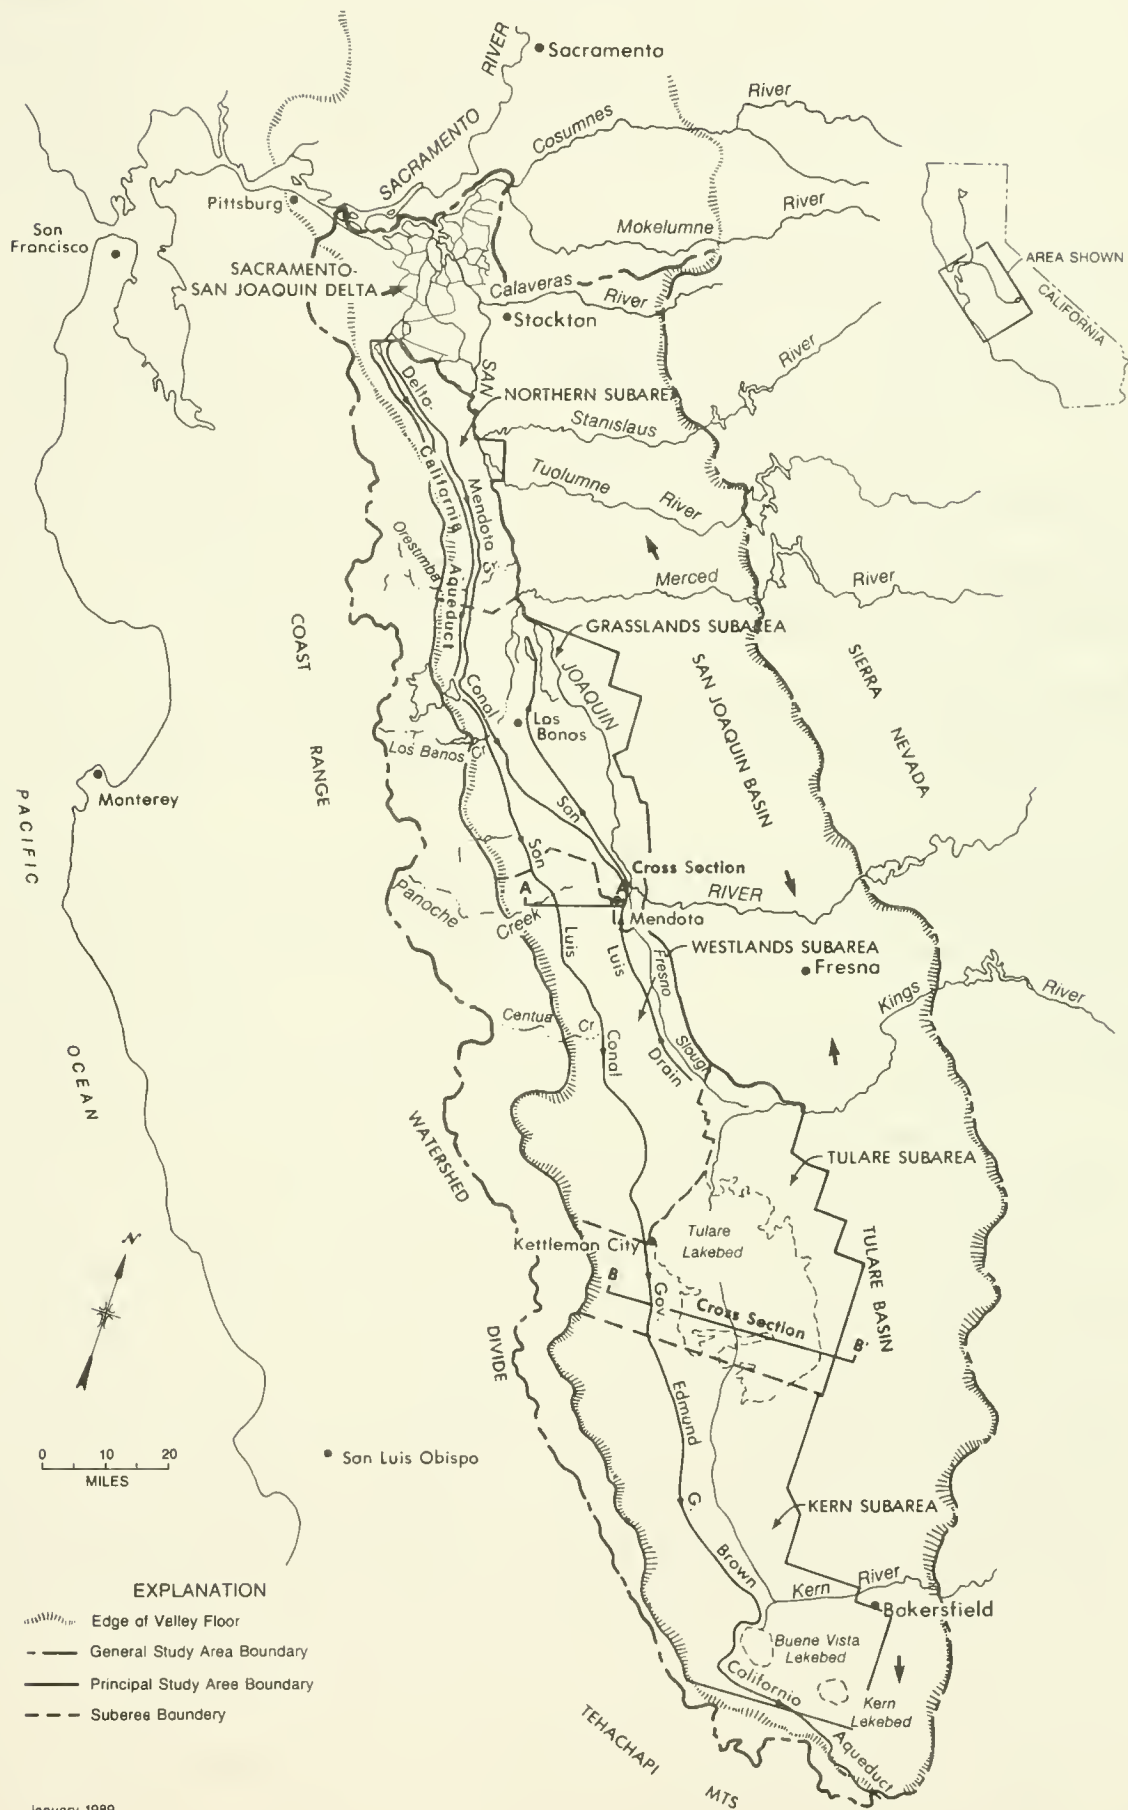 Sacramento
RIVER
SACRAMENTO
Cosumnes
River
Pittsburg
San
Francisco
Mokelumne
River
SACRAMENTO-
SAN JOAQUIN DELTA
Calaveras
River
Stockton
AREA SHOWN
CALIFORNIA
SAN
Delta-
NORTHERN SUBAREA
River
Stanislaus
California
Mendota
Tuolumne
River
Orestimba
Cr
Aqueduct
Merced
River
GRASSLANDS SUBAREA
COAST
JOAQUIN
SAN JOAQUIN BASIN
SIERRA
Canal
Los
Banos
Los Banos Cr
RANGE
NEVADA
Monterey
PACIFIC
San
San
Cross Section
A
A'
RIVER
Panoche
Creek
Mendota
Luis
Luis
Fresno
WESTLANDS SUBAREA
Fresno
Kings
River
Cantua
Cr
Canal
Drain
Slough
OCEAN
WATERSHED
TULARE SUBAREA
Tulare
Lakebed
N
Kettleman City
TULARE BASIN
B
Gov.
Cross Section
B'
DIVIDE
Edmund
0 10 20
MILES
San Luis Obispo
G.
KERN SUBAREA
Brown
Kern
River
EXPLANATION
Edge of Valley Floor
General Study Area Boundary
Principal Study Area Boundary
Subarea Boundary
Bakersfield
Buena Vista
Lakebed
California
Kern
Lakebed
Aqueduct
TEHACHAPI
MTS
January 1989